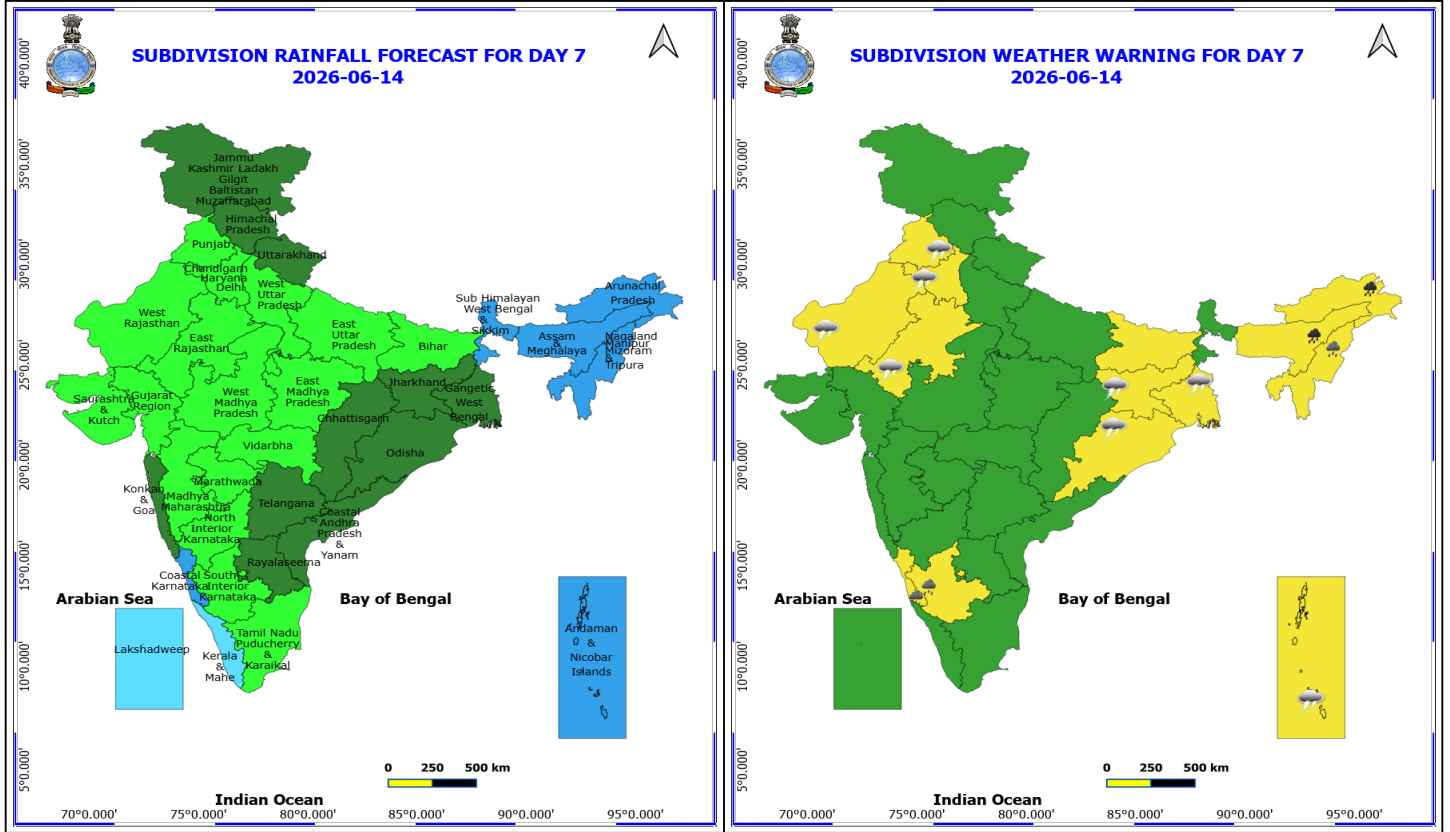 SUBDIVISION RAINFALL FORECAST FOR DAY 7
2026-06-14
40°0.000'
35°0.000'
30°0.000'
25°0.000'
20°0.000'
15°0.000'
10°0.000'
5°0.000'
Jammu
Kashmir Ladakh
Gilgit
Baltistan
Muzaffarabad
Himachal
Pradesh
Punjab
Uttarakhand
Chandigarh
Haryana
Delhi
West
Uttar
Pradesh
West
Rajasthan
East
Rajasthan
East
Uttar
Pradesh
Bihar
Sub Himalayan
West Bengal
&
Sikkim
Arunachal
Pradesh
Assam
&
Meghalaya
Nagaland
Manipur
Mizoram
&
Tripura
Saurashtra
&
Kutch
Gujarat
Region
West
Madhya
Pradesh
East
Madhya
Pradesh
Jharkhand
Gangetic
West
Bengal
Chhattisgarh
Odisha
Vidarbha
Konkan
&
Goa
Marathwada
Madhya
Maharashtra
North
Interior
Karnataka
Telangana
Coastal
Andhra
Pradesh
&
Yanam
Rayalaseema
Coastal
Karnataka
South
Interior
Karnataka
Tamil Nadu
Puducherry
&
Karaikal
Kerala
&
Mahe
Lakshadweep
Andaman
&
Nicobar
Islands
Arabian Sea
Bay of Bengal
0 250 500 km
Indian Ocean
70°0.000' 75°0.000' 80°0.000' 85°0.000' 90°0.000' 95°0.000'
SUBDIVISION WEATHER WARNING FOR DAY 7
2026-06-14
40°0.000'
35°0.000'
30°0.000'
25°0.000'
20°0.000'
15°0.000'
10°0.000'
5°0.000'
Arabian Sea
Bay of Bengal
0 250 500 km
Indian Ocean
70°0.000' 75°0.000' 80°0.000' 85°0.000' 90°0.000' 95°0.000'